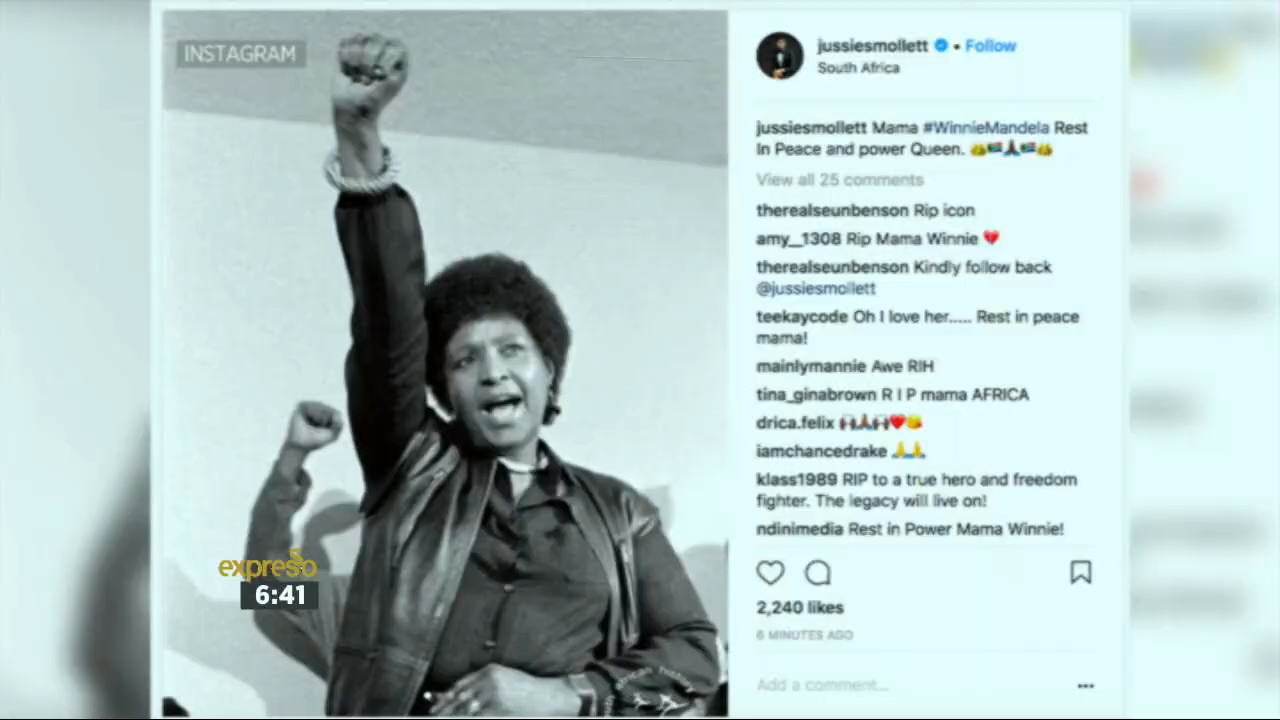 INSTAGRAM
jussiesmollett • Follow
South Africa
jussiesmollett Mama #WinnieMandela Rest
In Peace and power Queen.
View all 25 comments
therealseunbenson Rip icon
amy__1308 Rip Mama Winnie
therealseunbenson Kindly follow back
@jussiesmollett
teekaycode Oh I love her..... Rest in peace
mama!
mainlymannie Awe RIH
tina_ginabrown R I P mama AFRICA
drica.felix
iamchancedrake
klass1989 RIP to a true hero and freedom
fighter. The legacy will live on!
ndinimedia Rest in Power Mama Winnie!
2,240 likes
6 MINUTES AGO
Add a comment...
expresso
6:41